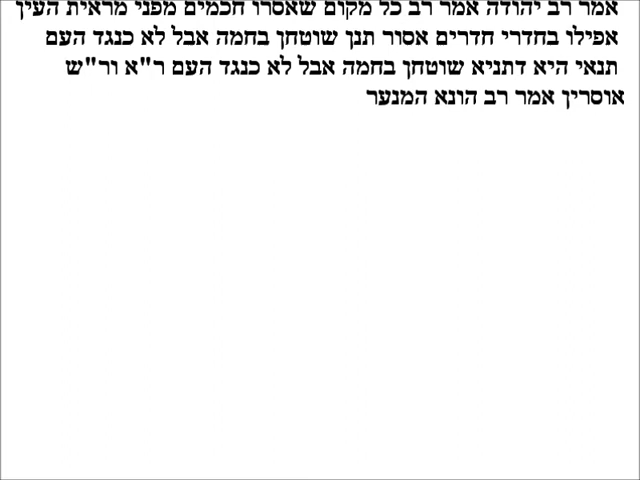 אמר רב יהודה אמר רב כל מקום שאסרו חכמים מפני מראית העין
אפילו בחדרי חדרים אסור תנן שוטחן בחמה אבל לא כנגד העם
תנאי היא דתניא שוטחן בחמה אבל לא כנגד העם ר"א ור"ש
אוסרין אמר רב הונא המנער